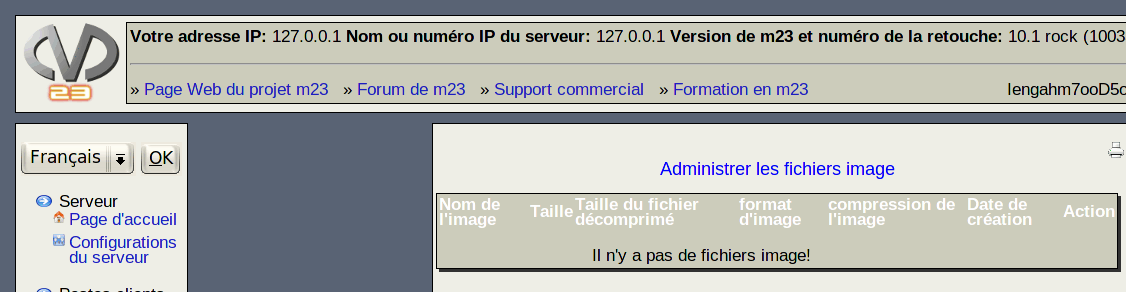 Votre adresse IP: 127.0.0.1 Nom ou numéro IP du serveur: 127.0.0.1 Version de m23 et numéro de la retouche: 10.1 rock (1003
23
» Page Web du projet m23 » Forum de m23 » Support commercial » Formation en m23
Français OK
Administrer les fichiers image
Serveur
Page d'accueil
Configurations
du serveur
Nom de
l'image
Taille
Taille du fichier
décomprimé
format
d'image
compression de
l'image
Date de
création
Action
Il n'y a pas de fichiers image!